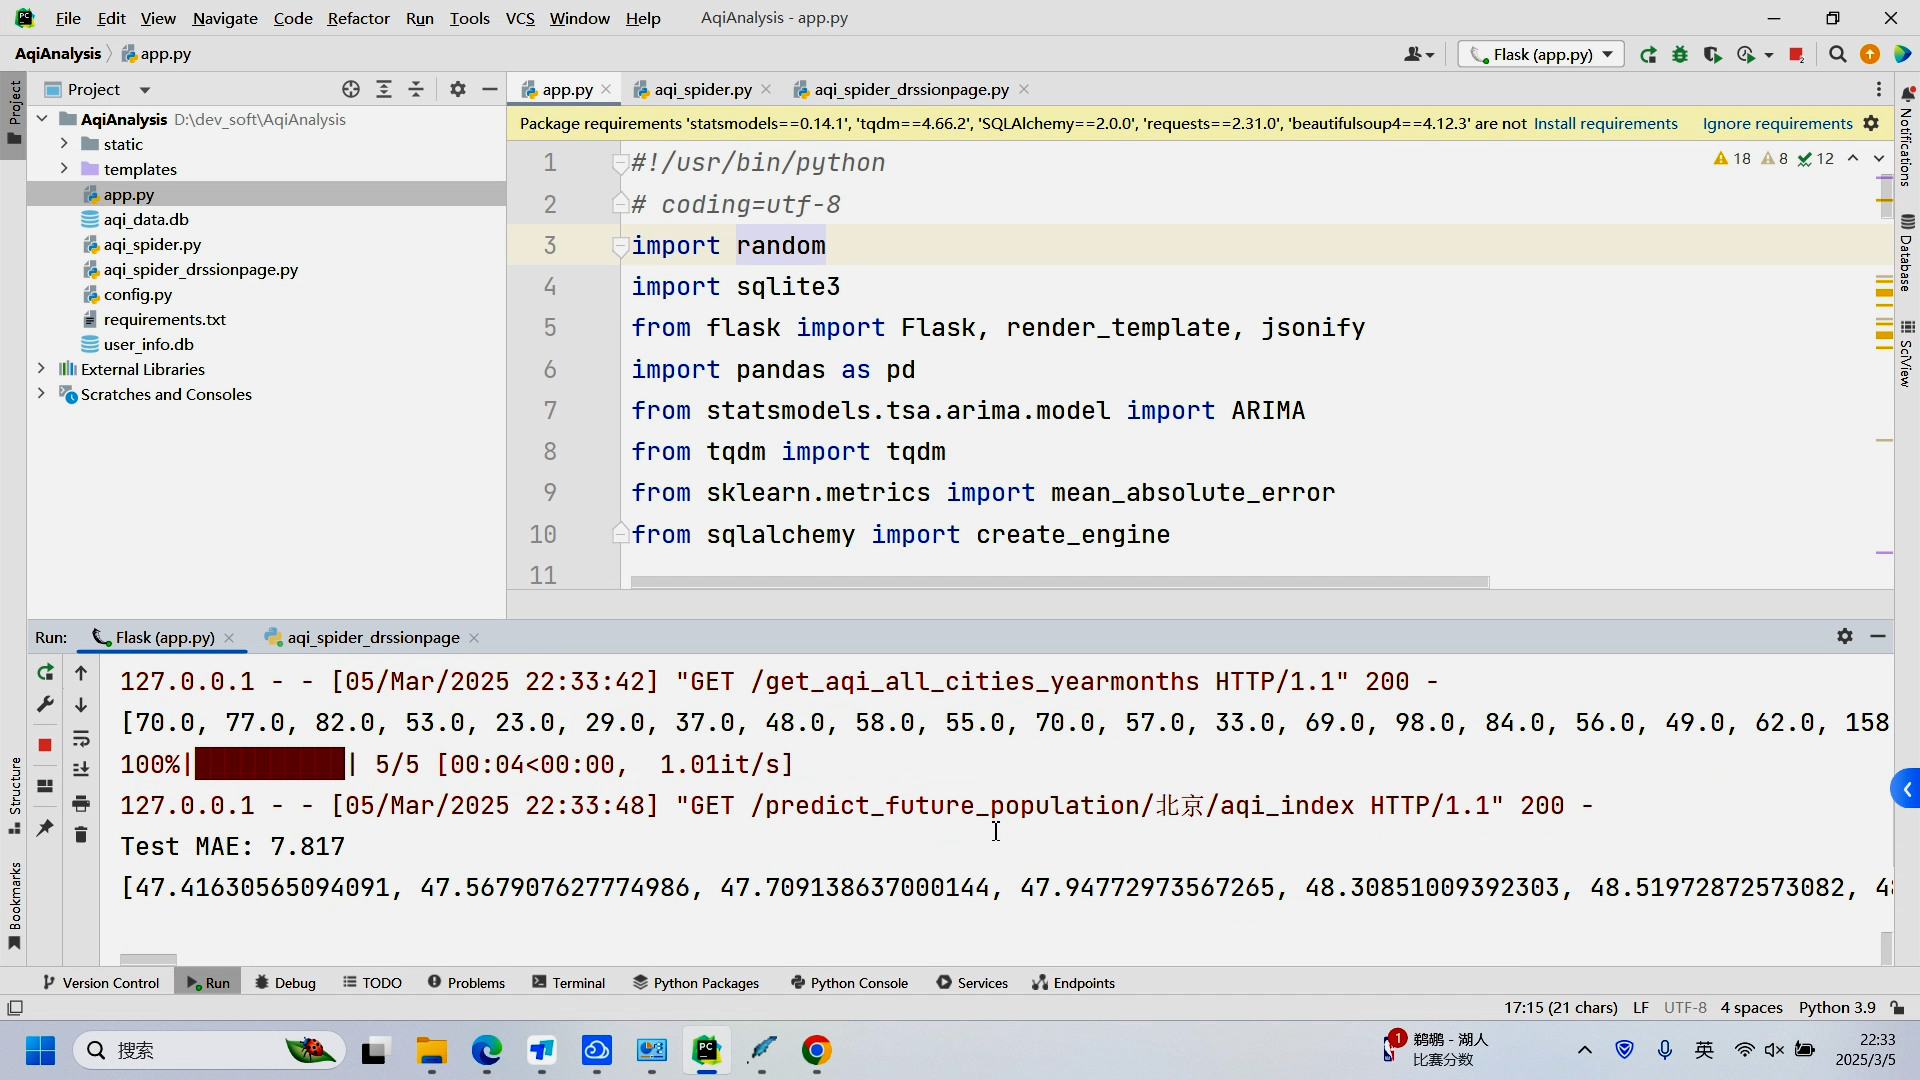 File Edit View Navigate Code Refactor Run Tools VCS Window Help AqiAnalysis - app.py
AqiAnalysis app.py
Flask (app.py)
Project
Project
AqiAnalysis D:\dev_soft\AqiAnalysis
static
templates
app.py
aqi_data.db
aqi_spider.py
aqi_spider_drssionpage.py
config.py
requirements.txt
user_info.db
External Libraries
Scratches and Consoles
app.py aqi_spider.py aqi_spider_drssionpage.py
Package requirements 'statsmodels==0.14.1', 'tqdm==4.66.2', 'SQLAlchemy==2.0.0', 'requests==2.31.0', 'beautifulsoup4==4.12.3' are not Install requirements Ignore requirements
18 8 12
1 #!/usr/bin/python
2 # coding=utf-8
3 import random
4 import sqlite3
5 from flask import Flask, render_template, jsonify
6 import pandas as pd
7 from statsmodels.tsa.arima.model import ARIMA
8 from tqdm import tqdm
9 from sklearn.metrics import mean_absolute_error
10 from sqlalchemy import create_engine
11
Notifications
Database
SciView
Run: Flask (app.py) aqi_spider_drssionpage
127.0.0.1 - - [05/Mar/2025 22:33:42] "GET /get_aqi_all_cities_yearmonths HTTP/1.1" 200 -
[70.0, 77.0, 82.0, 53.0, 23.0, 29.0, 37.0, 48.0, 58.0, 55.0, 70.0, 57.0, 33.0, 69.0, 98.0, 84.0, 56.0, 49.0, 62.0, 158
100%|██████████| 5/5 [00:04<00:00, 1.01it/s]
127.0.0.1 - - [05/Mar/2025 22:33:48] "GET /predict_future_population/北京/aqi_index HTTP/1.1" 200 -
Test MAE: 7.817
[47.41630565094091, 47.567907627774986, 47.709138637000144, 47.94772973567265, 48.30851009392303, 48.51972872573082, 48
Structure
Bookmarks
Version Control Run Debug TODO Problems Terminal Python Packages Python Console Services Endpoints
17:15 (21 chars) LF UTF-8 4 spaces Python 3.9
搜索
1 鹈鹕 - 湖人
比赛分数
英
22:33
2025/3/5